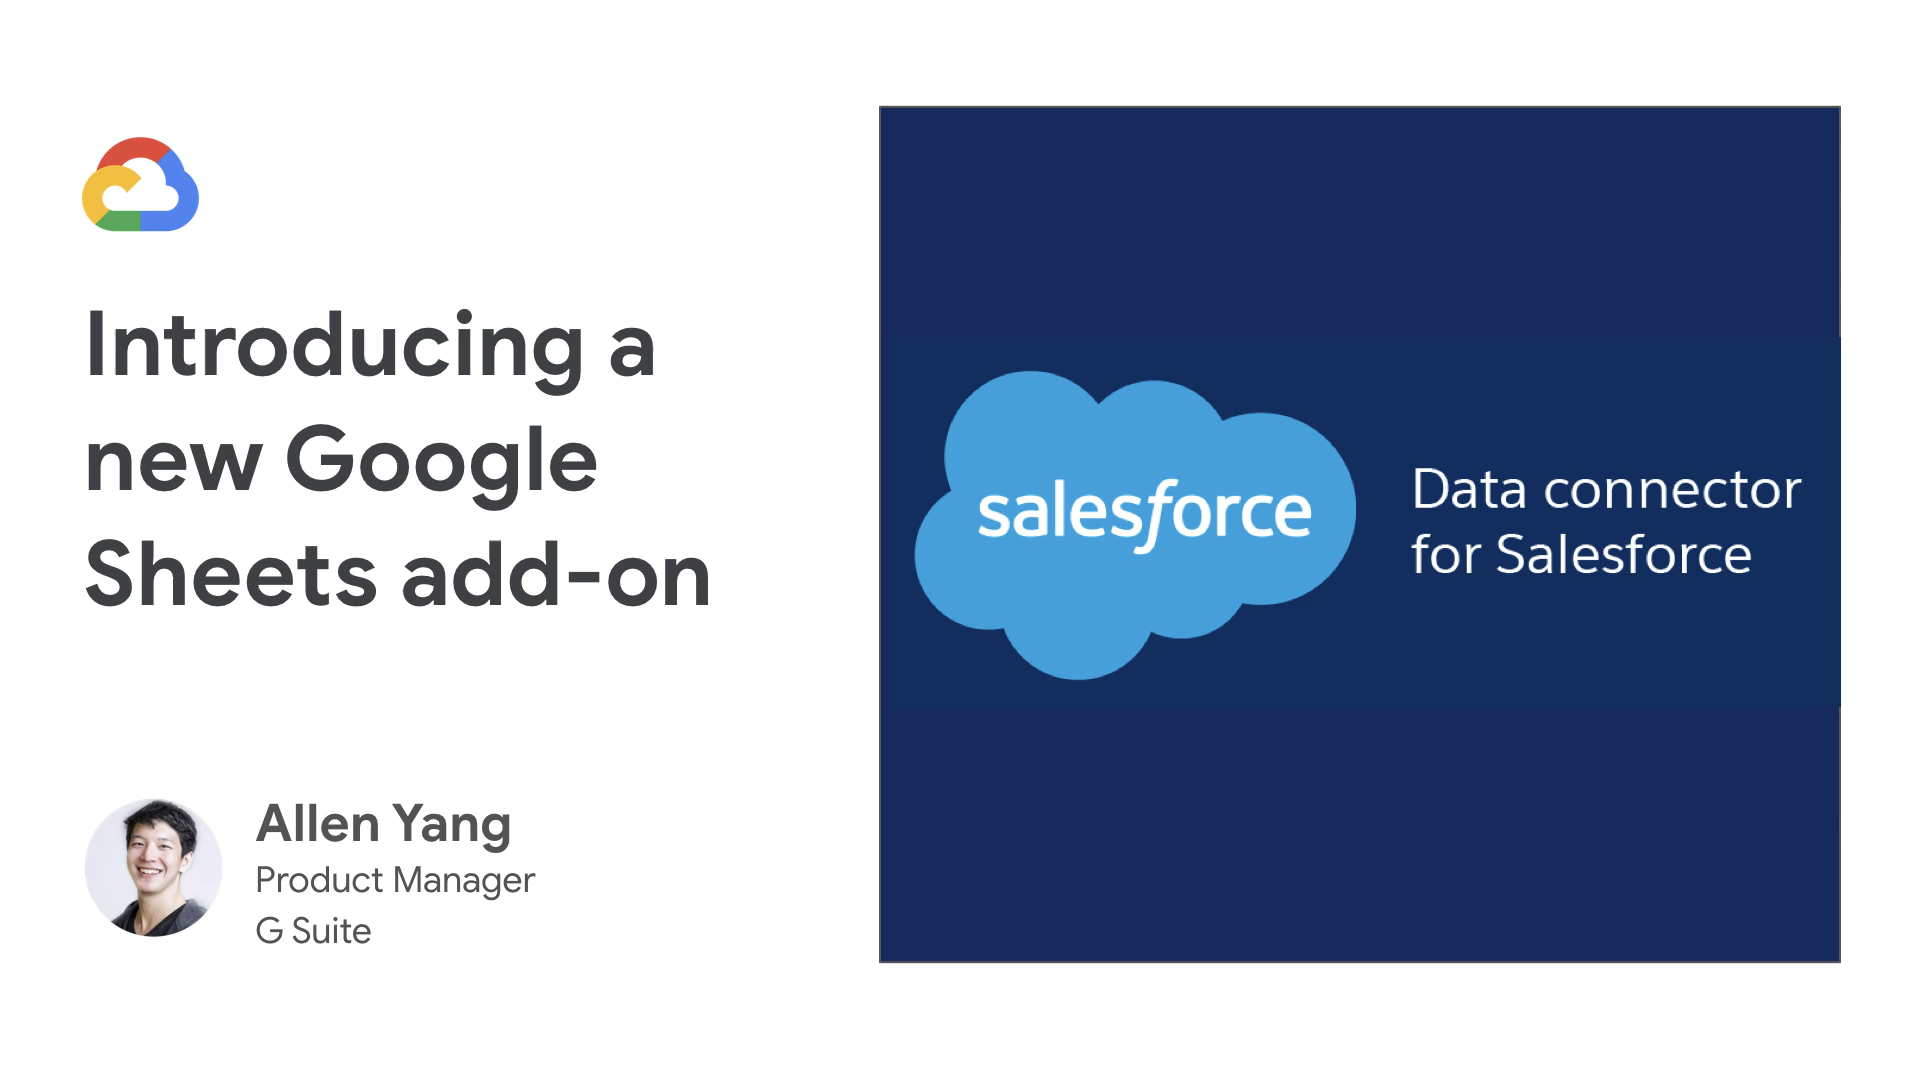 Introducing a
new Google
Sheets add-on
Allen Yang
Product Manager
G Suite
salesforce
Data connector
for Salesforce